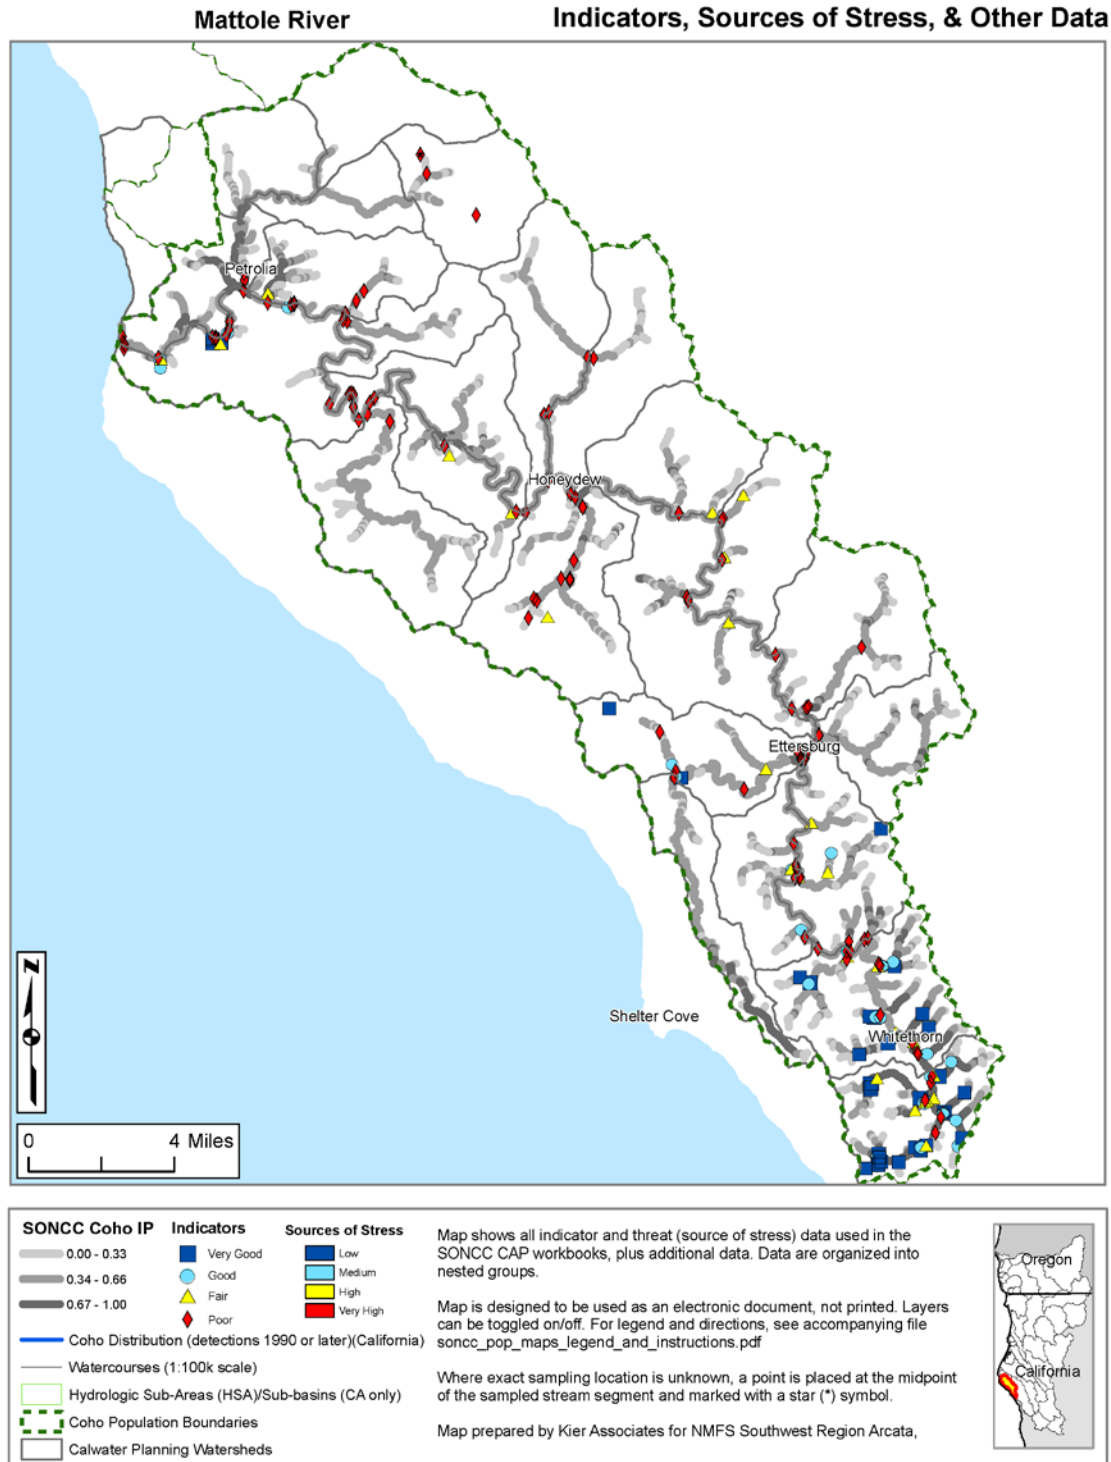 Mattole River
Indicators, Sources of Stress, & Other Data
Petrolia
Honeydew
Ettersburg
Shelter Cove
Whitethorn
N
0 4 Miles
SONCC Coho IP
0.00 - 0.33
0.34 - 0.66
0.67 - 1.00
Indicators
Very Good
Good
Fair
Poor
Sources of Stress
Low
Medium
High
Very High
Coho Distribution (detections 1990 or later)(California)
Watercourses (1:100k scale)
Hydrologic Sub-Areas (HSA)/Sub-basins (CA only)
Coho Population Boundaries
Calwater Planning Watersheds
Map shows all indicator and threat (source of stress) data used in the
SONCC CAP workbooks, plus additional data. Data are organized into
nested groups.
Map is designed to be used as an electronic document, not printed. Layers
can be toggled on/off. For legend and directions, see accompanying file
soncc_pop_maps_legend_and_instructions.pdf
Where exact sampling location is unknown, a point is placed at the midpoint
of the sampled stream segment and marked with a star (*) symbol.
Map prepared by Kier Associates for NMFS Southwest Region Arcata,
Oregon
California